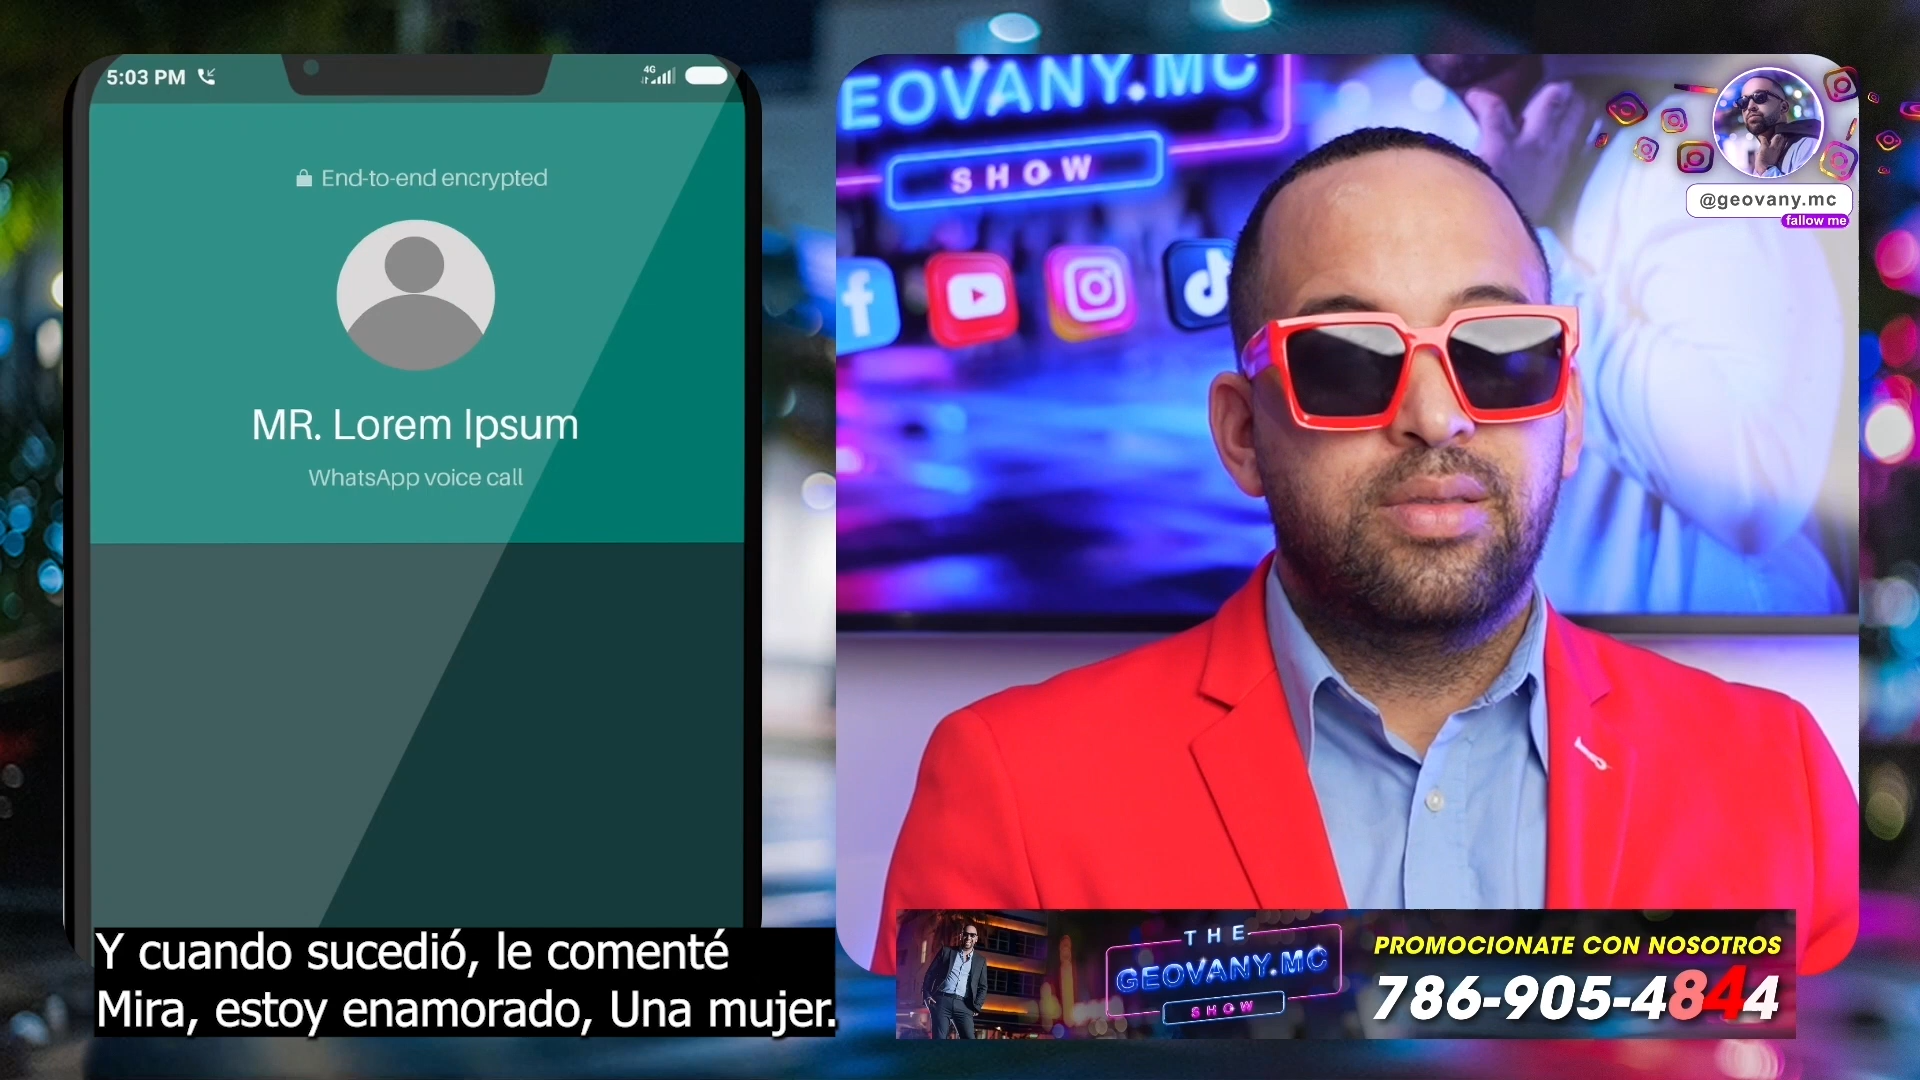 5:03 PM
4G
End-to-end encrypted
MR. Lorem Ipsum
WhatsApp voice call
EOVANY.MC
SHOW
@geovany.mc
fallow me
Y cuando sucedió, le comenté
Mira, estoy enamorado, Una mujer.
THE
GEOVANY.MC
SHOW
PROMOCIONATE CON NOSOTROS
786-905-4844